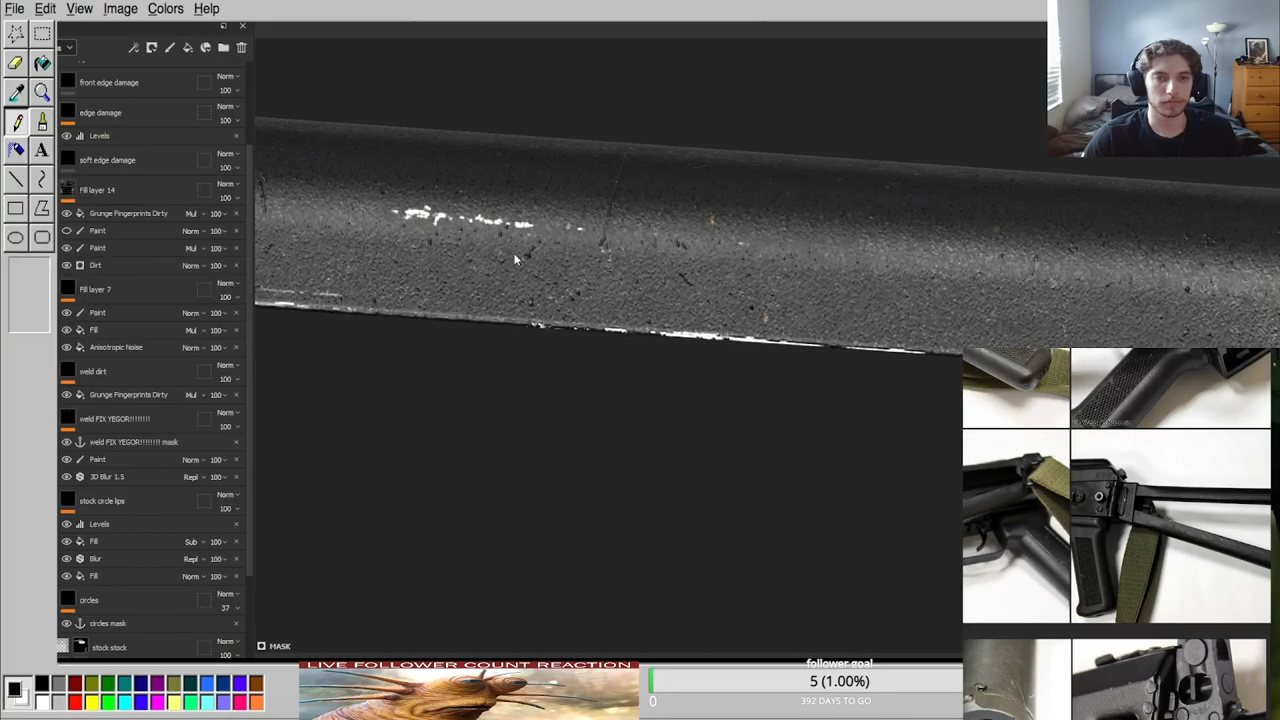 File Edit View Image Colors Help
s
front edge damage Norm
100
edge damage Norm
100
Levels
soft edge damage Norm
100
Fill layer 14 Norm
100
Grunge Fingerprints Dirty Mul 100
Paint Norm 100
Paint Mul 100
Dirt Norm 100
Fill layer 7 Norm
100
Paint Norm 100
Fill Mul 100
Anisotropic Noise Mul 100
weld dirt Norm
100
Grunge Fingerprints Dirty Mul 100
weld FIX YEGOR!!!!!!!! Norm
100
weld FIX YEGOR!!!!!!!! mask
Paint Norm 100
3D Blur 1.5 Repl 100
stock circle lips Norm
100
Levels
Fill Sub 100
Blur Repl 100
Fill Norm 100
circles Norm
37
circles mask
stock stock Norm
MASK
LIVE FOLLOWER COUNT REACTION
follower goal
5 (1.00%)
0
392 DAYS TO GO